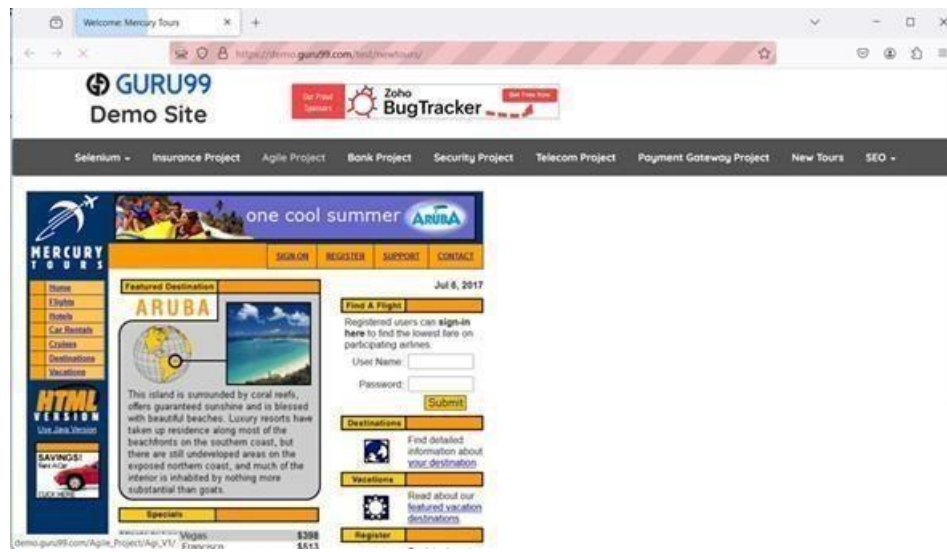 Welcome: Mercury Tours
https://demo.guru99.com/test/newtours/
GURU99
Demo Site
Our Proud
Sponsors
Zoho
BugTracker
Selenium
Insurance Project
Agile Project
Bank Project
Security Project
Telecom Project
Payment Gateway Project
New Tours
SEO
MERCURY
TOURS
one cool summer
ARUBA
SIGN-ON
REGISTER
SUPPORT
CONTACT
Home
Flights
Hotels
Car Rentals
Cruises
Destinations
Vacations
HTML
VERSION
Use Java Version
SAVINGS!
Rent A Car
CLICK HERE
Featured Destination
ARUBA
This island is surrounded by coral reefs,
offers guaranteed sunshine and is blessed
with beautiful beaches. Luxury resorts have
taken up residence along most of the
beachfronts on the southern coast, but
there are still undeveloped areas on the
exposed northern coast, and much of the
interior is inhabited by nothing more
substantial than goats.
Specials
Vegas $398
Francisco $513
Jul 6, 2017
Find A Flight
Registered users can sign-in
here to find the lowest fare on
participating airlines.
User Name:
Password:
Submit
Destinations
Find detailed
information about
your destination
Vacations
Read about our
featured vacation
destinations
Register
demo.guru99.com/Agile_Project/Agi_V1/